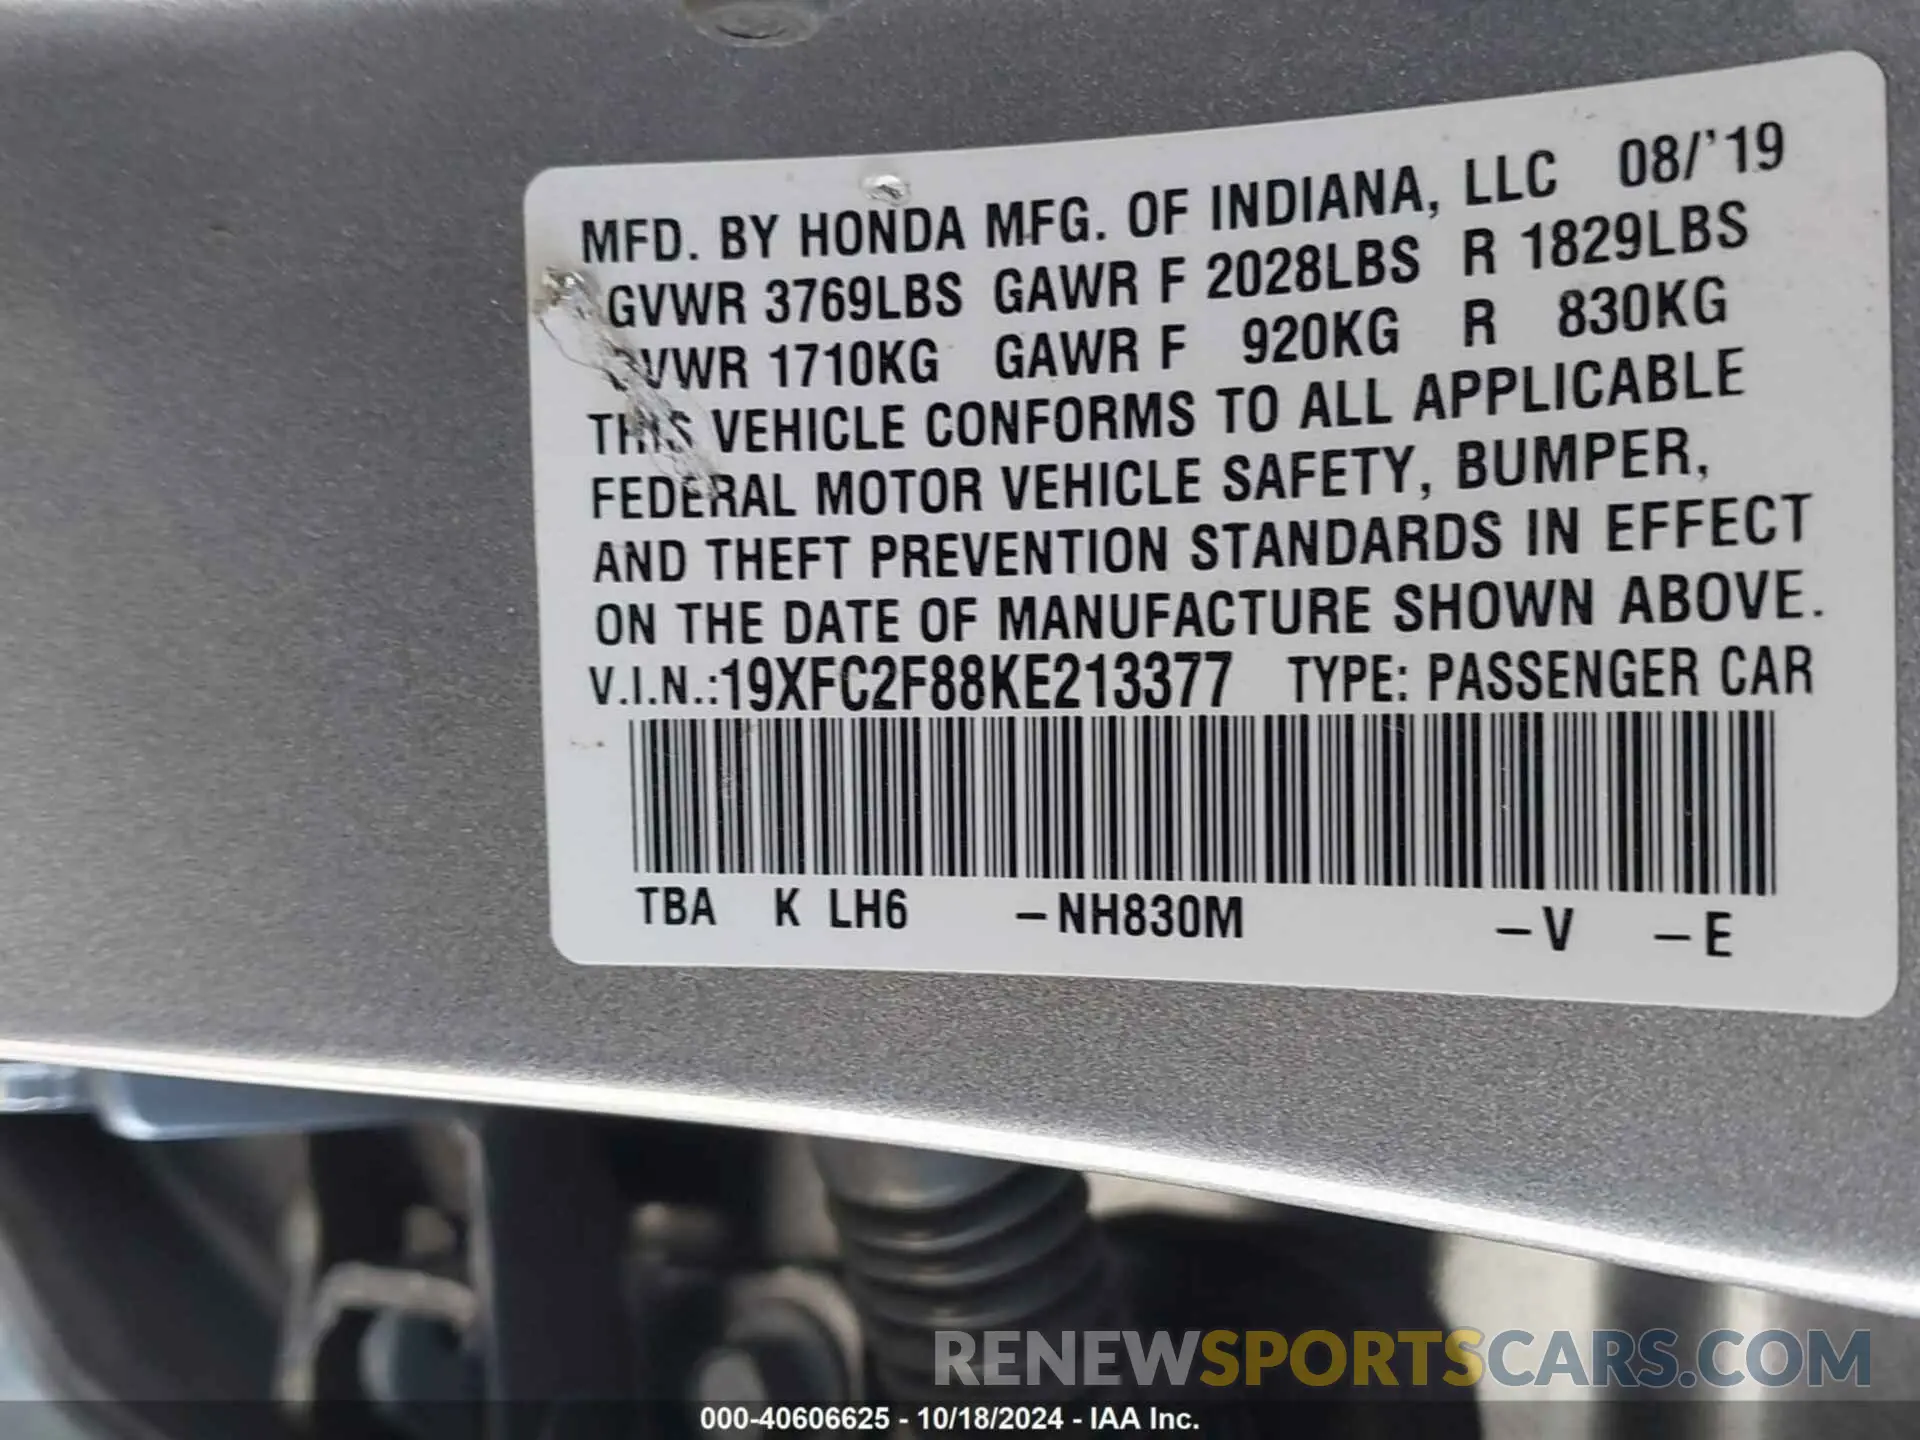 MFD. BY HONDA MFG. OF INDIANA, LLC 08/'19
GVWR 3769LBS GAWR F 2028LBS R 1829LBS
GVWR 1710KG GAWR F 920KG R 830KG
THIS VEHICLE CONFORMS TO ALL APPLICABLE
FEDERAL MOTOR VEHICLE SAFETY, BUMPER,
AND THEFT PREVENTION STANDARDS IN EFFECT
ON THE DATE OF MANUFACTURE SHOWN ABOVE.
V.I.N.:19XFC2F88KE213377 TYPE: PASSENGER CAR
TBA K LH6 –NH830M –V –E
RENEWSPORTSCARS.COM
000-40606625 - 10/18/2024 - IAA Inc.